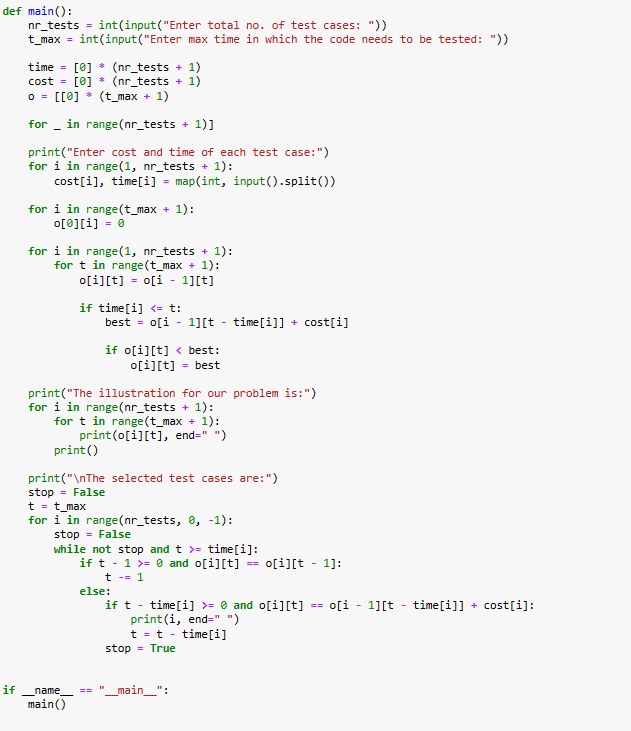 def main():
    nr_tests = int(input("Enter total no. of test cases: "))
    t_max = int(input("Enter max time in which the code needs to be tested: "))

    time = [0] * (nr_tests + 1)
    cost = [0] * (nr_tests + 1)
    o = [[0] * (t_max + 1)

    for _ in range(nr_tests + 1)]

    print("Enter cost and time of each test case:")
    for i in range(1, nr_tests + 1):
        cost[i], time[i] = map(int, input().split())

    for i in range(t_max + 1):
        o[0][i] = 0

    for i in range(1, nr_tests + 1):
        for t in range(t_max + 1):
            o[i][t] = o[i - 1][t]

            if time[i] <= t:
                best = o[i - 1][t - time[i]] + cost[i]

                if o[i][t] < best:
                    o[i][t] = best

    print("The illustration for our problem is:")
    for i in range(nr_tests + 1):
        for t in range(t_max + 1):
            print(o[i][t], end=" ")
        print()

    print("\nThe selected test cases are:")
    stop = False
    t = t_max
    for i in range(nr_tests, 0, -1):
        stop = False
        while not stop and t >= time[i]:
            if t - 1 >= 0 and o[i][t] == o[i][t - 1]:
                t -= 1
            else:
                if t - time[i] >= 0 and o[i][t] == o[i - 1][t - time[i]] + cost[i]:
                    print(i, end=" ")
                    t = t - time[i]
                stop = True


if __name__ == "__main__":
    main()